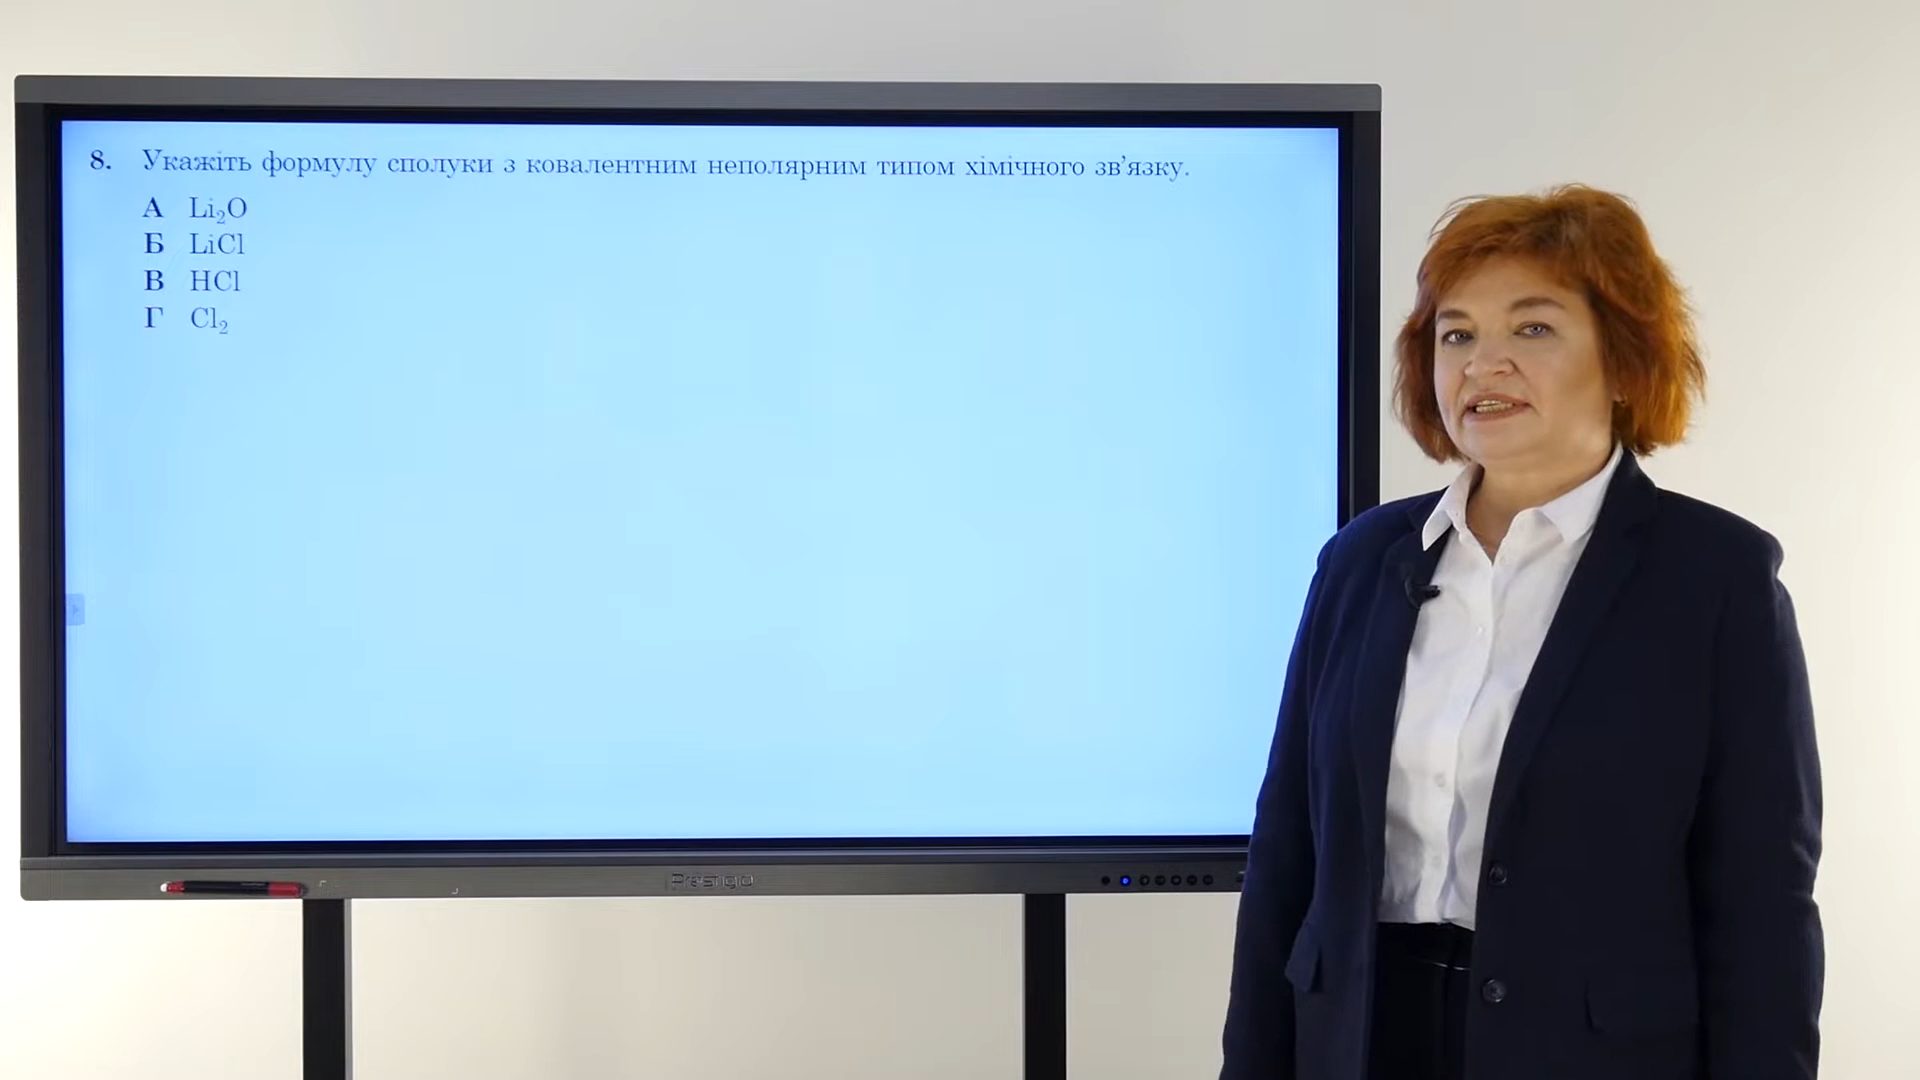 8. Укажіть формулу сполуки з ковалентним неполярним типом хімічного зв’язку.
А Li₂O
Б LiCl
В HCl
Г Cl₂
Prestigio